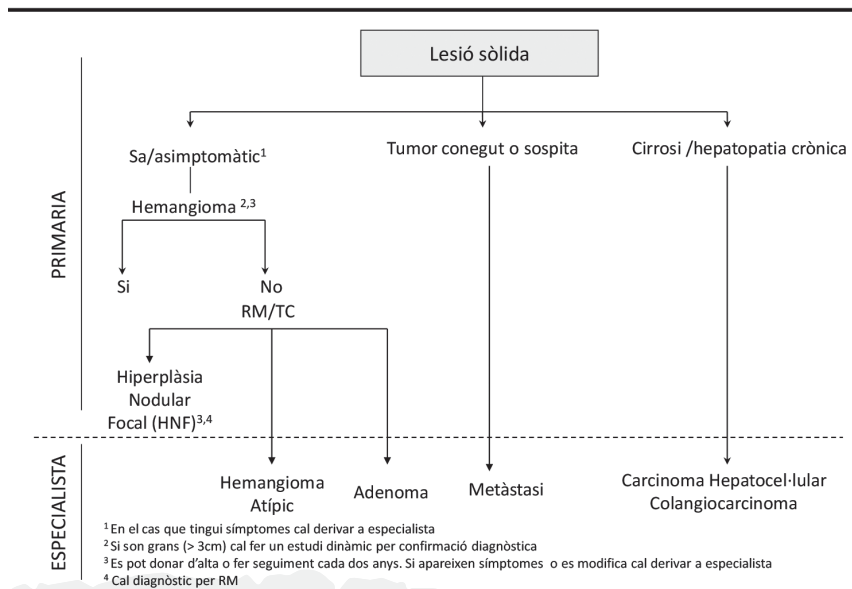 Lesió sòlida
Sa/asimptomàtic¹
Tumor conegut o sospita
Cirrosi /hepatopatia crònica
PRIMARIA
Hemangioma ²,³
Si
No
RM/TC
Hiperplàsia
Nodular
Focal (HNF)³,⁴
ESPECIALISTA
Hemangioma
Atípic
Adenoma
Metàstasi
Carcinoma Hepatocel·lular
Colangiocarcinoma
¹ En el cas que tingui símptomes cal derivar a especialista
² Si son grans (> 3cm) cal fer un estudi dinàmic per confirmació diagnòstica
³ Es pot donar d'alta o fer seguiment cada dos anys. Si apareixen símptomes o es modifica cal derivar a especialista
⁴ Cal diagnòstic per RM